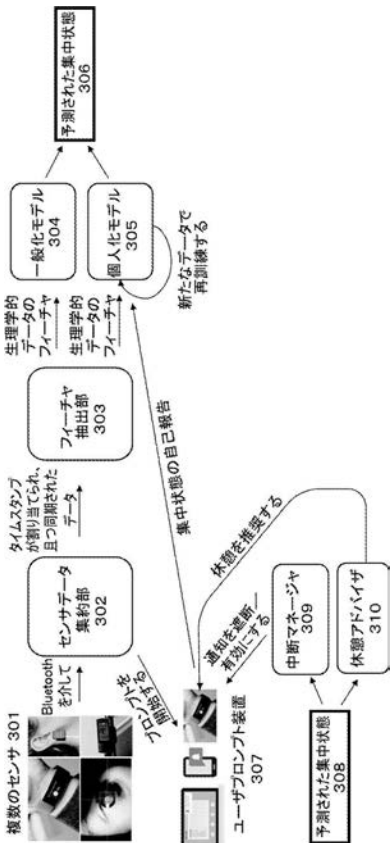 複数のセンサ 301
Bluetooth
を介して
センサデータ
集約部
302
タイムスタンプ
が割り当てられ、
且つ同期された
データ
フィーチャ
抽出部
303
生理学的
データの
フィーチャ
生理学的
データの
フィーチャ
一般化モデル
304
個人化モデル
305
予測された集中状態
306
新たなデータで
再訓練する
プロンプトを
開始する
集中状態の自己報告
ユーザプロンプト装置
307
通知を遮断_
有効にする
休憩を推奨する
予測された集中状態
308
中断マネージャ
309
休憩アドバイザ
310